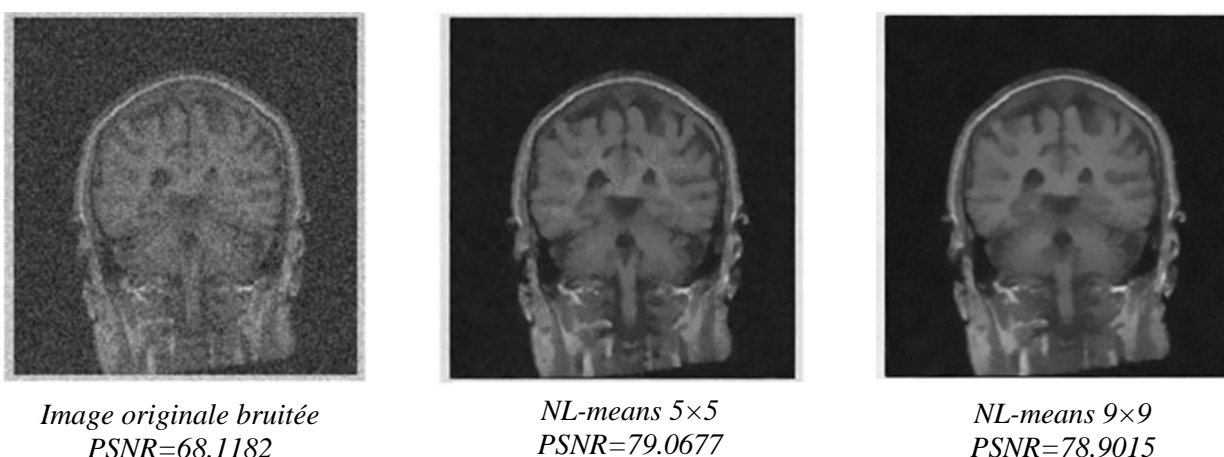 Image originale bruitée
PSNR=68.1182
NL-means 5×5
PSNR=79.0677
NL-means 9×9
PSNR=78.9015